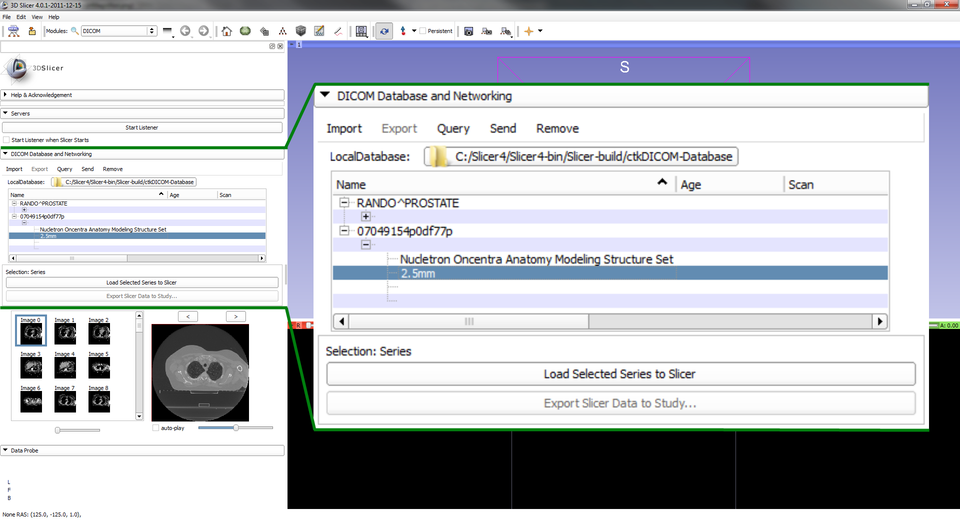 3D Slicer 4.0.1-2011-12-15
File Edit View Help
Modules: DICOM Persistent
1
3DSlicer
S
Help & Acknowledgement
Servers
Start Listener
Start Listener when Slicer Starts
DICOM Database and Networking
Import Export Query Send Remove
LocalDatabase: C:/Slicer4/Slicer4-bin/Slicer-build/ctkDICOM-Database
Name Age Scan
RANDO^PROSTATE
07049154p0df77p
Nucletron Oncentra Anatomy Modeling Structure Set
2.5mm
Selection: Series
Load Selected Series to Slicer
Export Slicer Data to Study...
Image 0 Image 1 Image 2
Image 3 Image 4 Image 5
Image 6 Image 7 Image 8
< >
auto-play
Data Probe
L
F
B
None RAS: (125.0, -125.0, 1.0),
DICOM Database and Networking
Import Export Query Send Remove
LocalDatabase: C:/Slicer4/Slicer4-bin/Slicer-build/ctkDICOM-Database
Name Age Scan
RANDO^PROSTATE
07049154p0df77p
Nucletron Oncentra Anatomy Modeling Structure Set
2.5mm
Selection: Series
Load Selected Series to Slicer
Export Slicer Data to Study...
R
A: 0.00